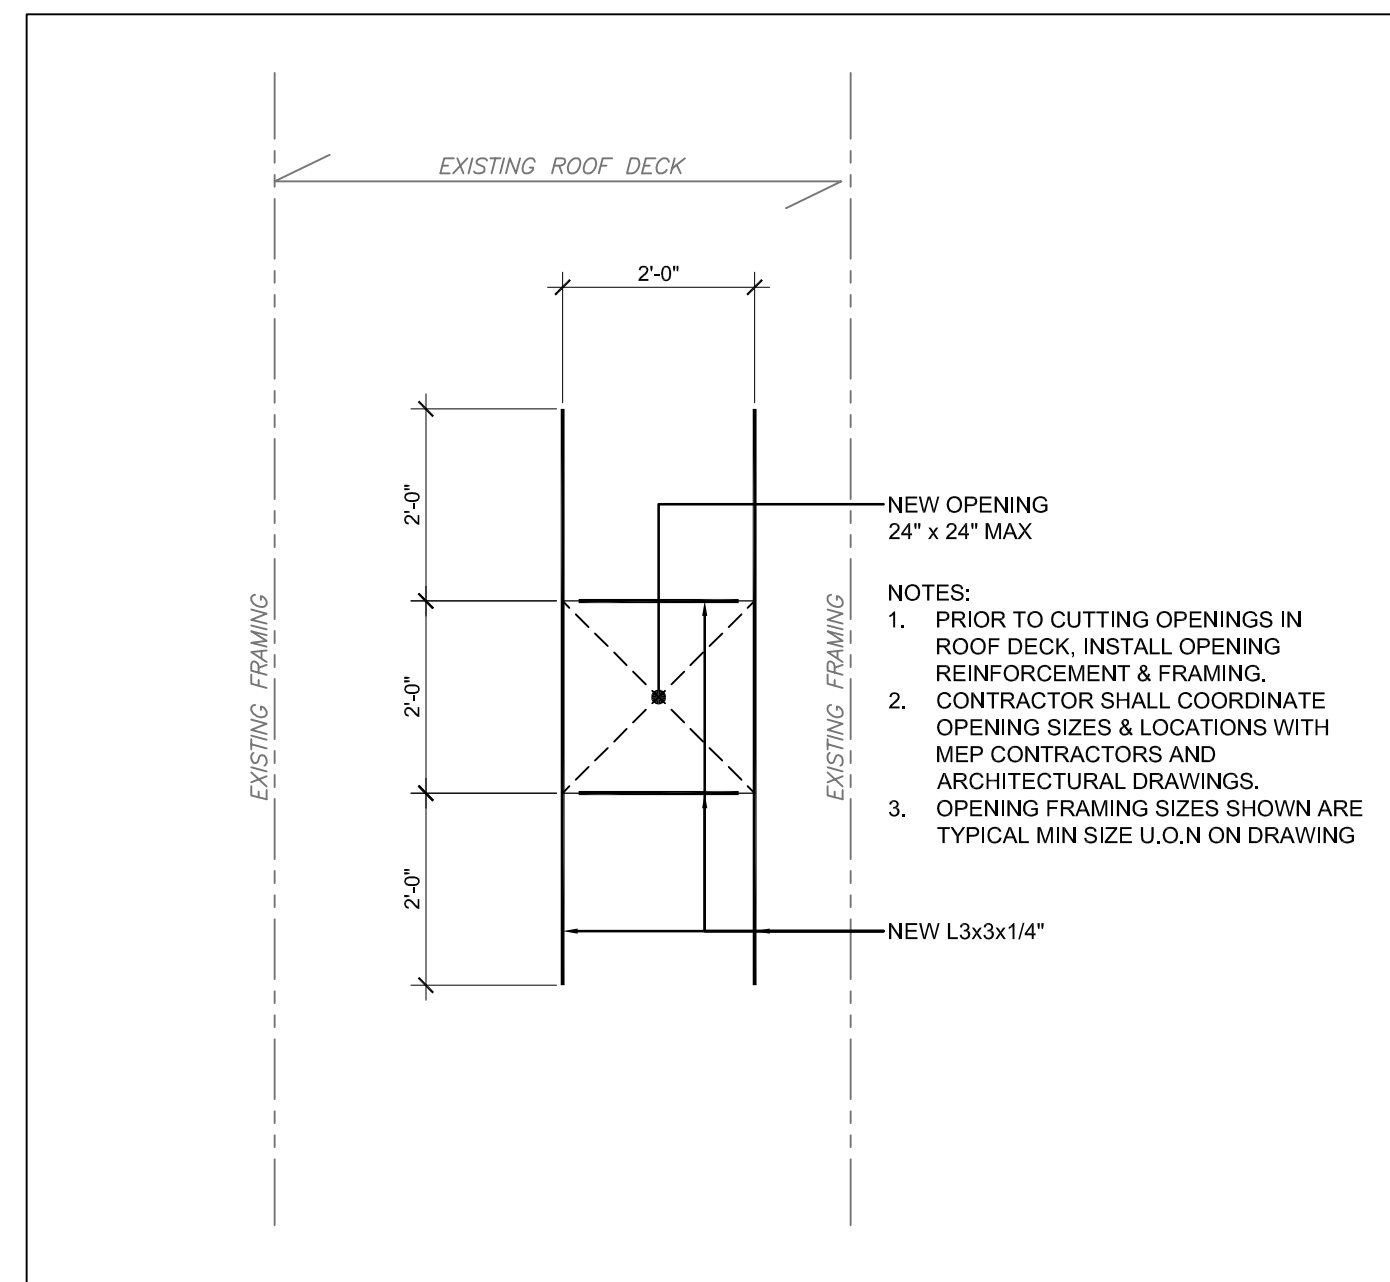 EXISTING ROOF DECK
2'-0"
2'-0"
2'-0"
2'-0"
EXISTING FRAMING
EXISTING FRAMING
NEW OPENING
24" x 24" MAX
NOTES:
1. PRIOR TO CUTTING OPENINGS IN
ROOF DECK, INSTALL OPENING
REINFORCEMENT & FRAMING.
2. CONTRACTOR SHALL COORDINATE
OPENING SIZES & LOCATIONS WITH
MEP CONTRACTORS AND
ARCHITECTURAL DRAWINGS.
3. OPENING FRAMING SIZES SHOWN ARE
TYPICAL MIN SIZE U.O.N ON DRAWING
NEW L3x3x1/4"